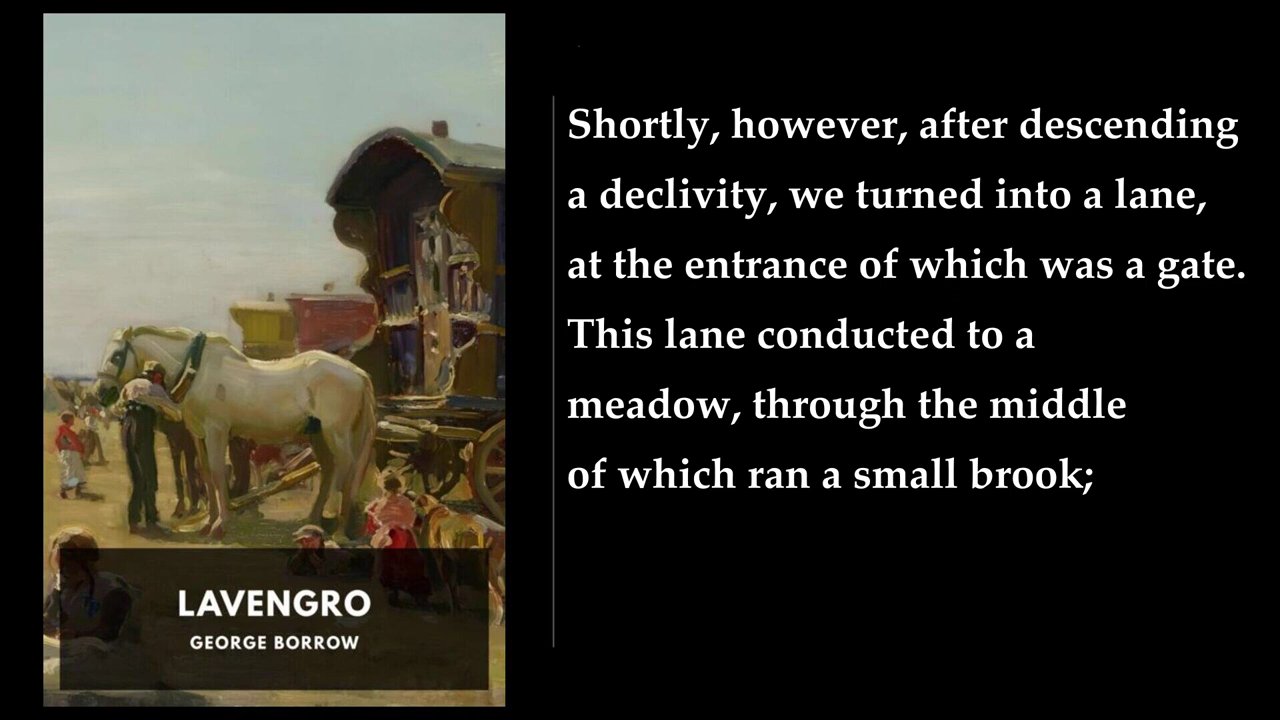 Shortly, however, after descending
a declivity, we turned into a lane,
at the entrance of which was a gate.
This lane conducted to a
meadow, through the middle
of which ran a small brook;
LAVENGRO
GEORGE BORROW